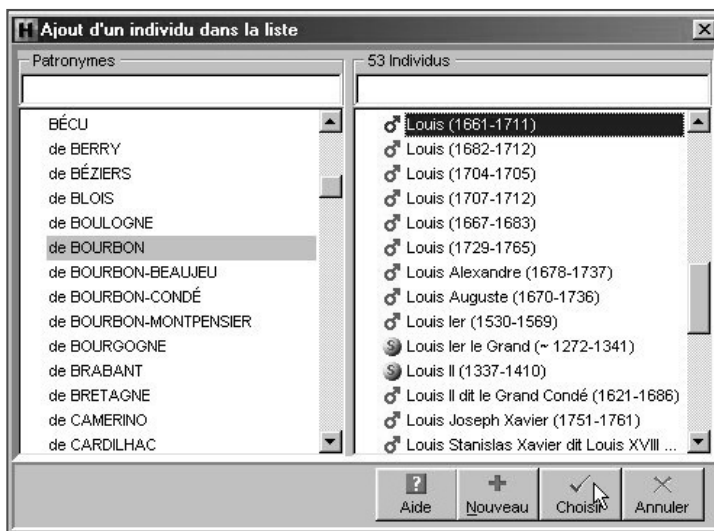 Ajout d'un individu dans la liste
Patronymes
BÉCU
de BERRY
de BÉZIERS
de BLOIS
de BOULOGNE
de BOURBON
de BOURBON-BEAUJEU
de BOURBON-CONDÉ
de BOURBON-MONTPENSIER
de BOURGOGNE
de BRABANT
de BRETAGNE
de CAMERINO
de CARDILHAC
53 Individus
Louis (1661-1711)
Louis (1682-1712)
Louis (1704-1705)
Louis (1707-1712)
Louis (1667-1683)
Louis (1729-1765)
Louis Alexandre (1678-1737)
Louis Auguste (1670-1736)
Louis Ier (1530-1569)
Louis Ier le Grand (~ 1272-1341)
Louis II (1337-1410)
Louis II dit le Grand Condé (1621-1686)
Louis Joseph Xavier (1751-1761)
Louis Stanislas Xavier dit Louis XVIII ...
Aide
Nouveau
Choisir
Annuler